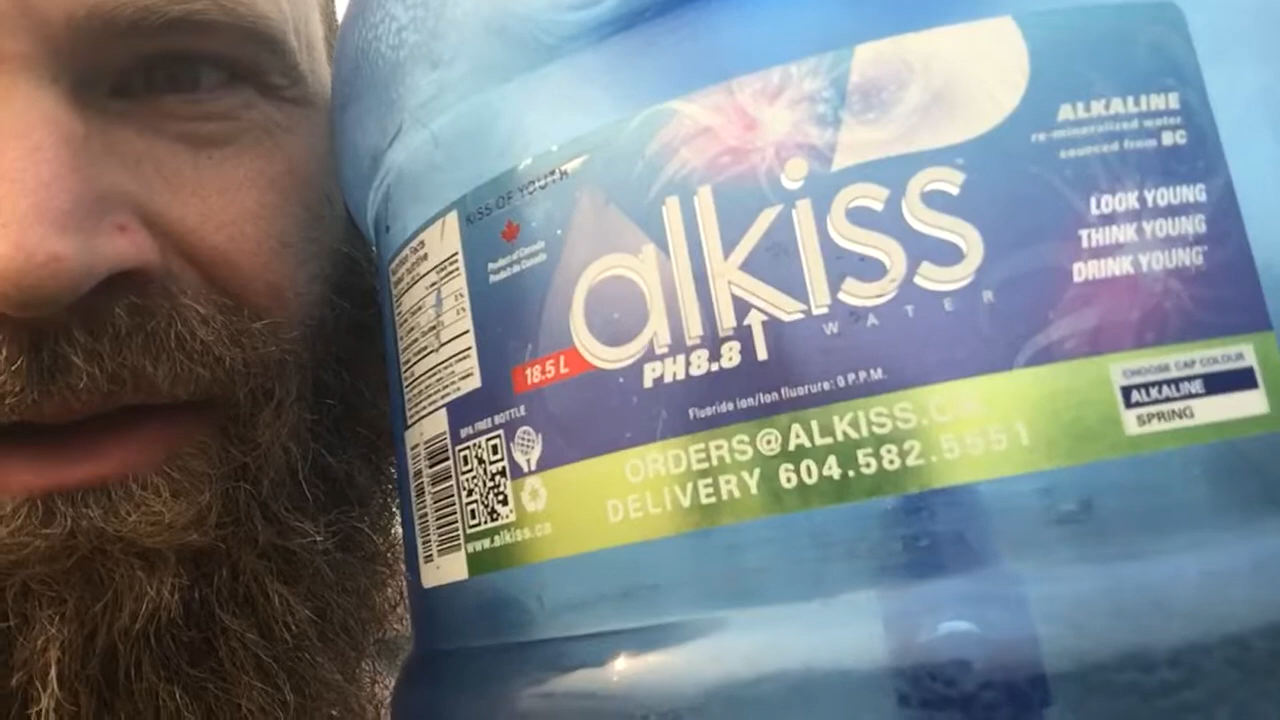 KISS OF YOUTH
Product of Canada
Produit du Canada
alkiss
WATER
18.5 L
PH8.8
Fluoride ion/Ion fluorure: 0 P.P.M.
ALKALINE
re-mineralized water
sourced from BC
LOOK YOUNG
THINK YOUNG
DRINK YOUNG
CHOOSE CAP COLOUR
ALKALINE
SPRING
BPA FREE BOTTLE
www.alkiss.ca
ORDERS@ALKISS.
DELIVERY 604.582.5551